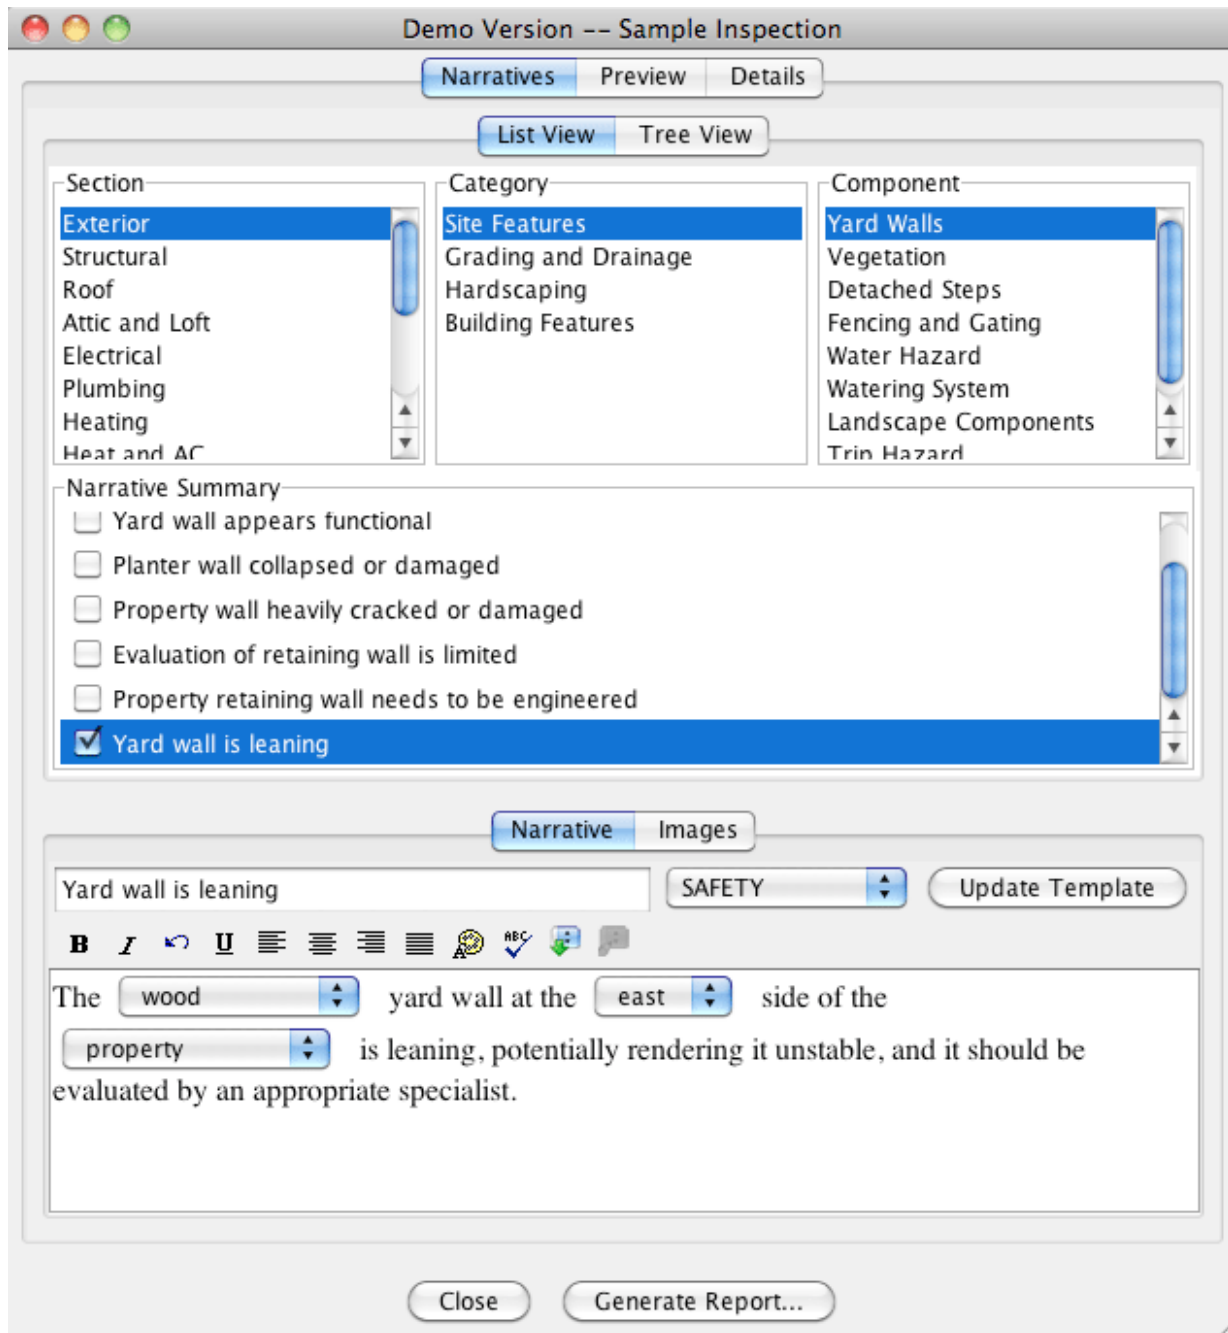 Demo Version -- Sample Inspection
Narratives Preview Details
List View Tree View
Section
Exterior
Structural
Roof
Attic and Loft
Electrical
Plumbing
Heating
Heat and AC
Category
Site Features
Grading and Drainage
Hardscaping
Building Features
Component
Yard Walls
Vegetation
Detached Steps
Fencing and Gating
Water Hazard
Watering System
Landscape Components
Trip Hazard
Narrative Summary
Yard wall appears functional
Planter wall collapsed or damaged
Property wall heavily cracked or damaged
Evaluation of retaining wall is limited
Property retaining wall needs to be engineered
Yard wall is leaning
Narrative Images
Yard wall is leaning SAFETY Update Template
B I U ABC
The wood yard wall at the east side of the
property is leaning, potentially rendering it unstable, and it should be
evaluated by an appropriate specialist.
Close Generate Report...